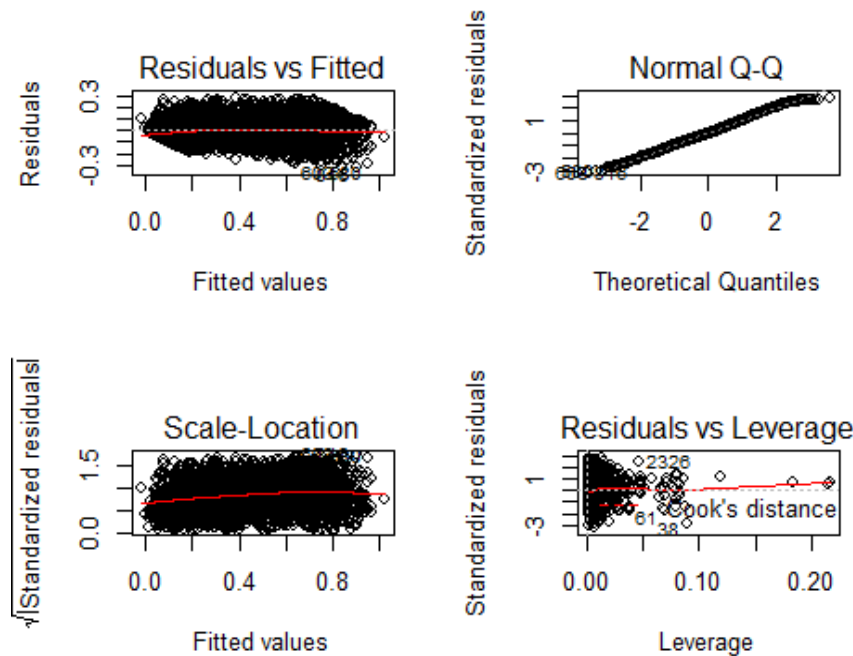 Residuals vs Fitted
Residuals
0.3
-0.3
0.0 0.4 0.8
Fitted values
Normal Q-Q
Standardized residuals
1
-3
-2 0 2
Theoretical Quantiles
Scale-Location
√|Standardized residuals|
1.5
0.0
0.0 0.4 0.8
Fitted values
Residuals vs Leverage
Standardized residuals
1
-3
2326
61
38
Cook's distance
0.00 0.10 0.20
Leverage